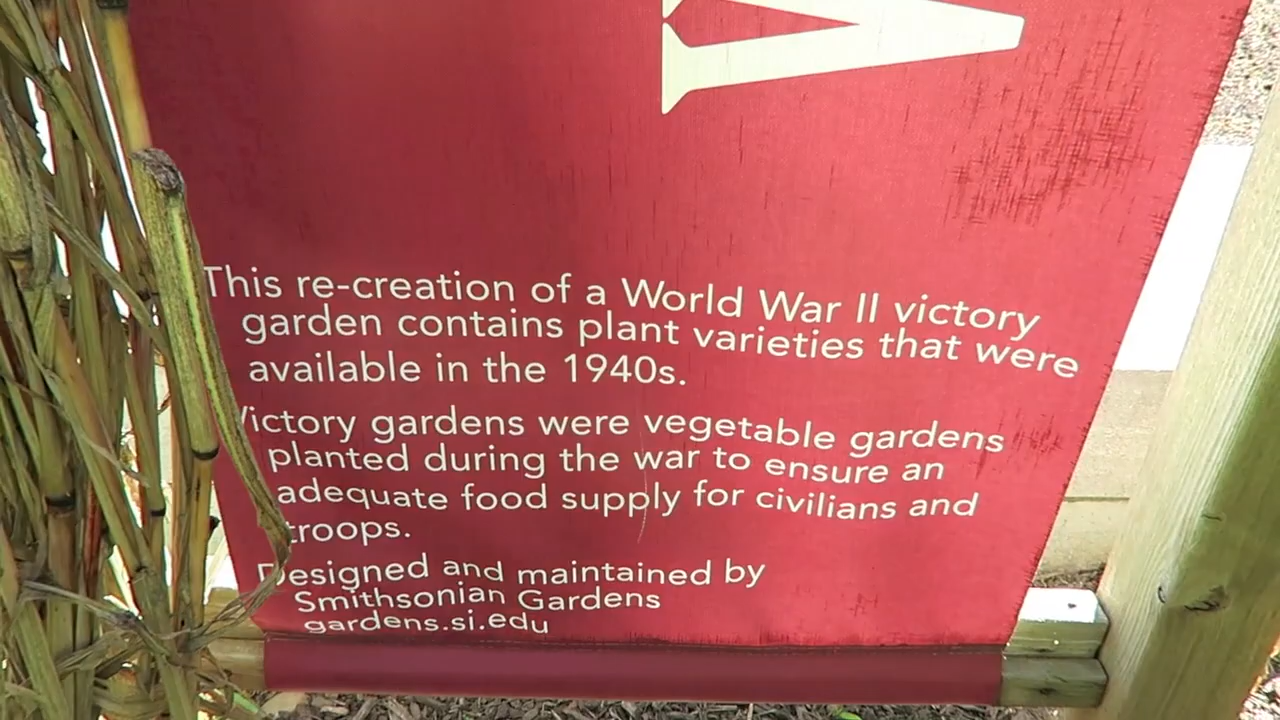 V
This re-creation of a World War II victory
garden contains plant varieties that were
available in the 1940s.
Victory gardens were vegetable gardens
planted during the war to ensure an
adequate food supply for civilians and
troops.
Designed and maintained by
Smithsonian Gardens
gardens.si.edu